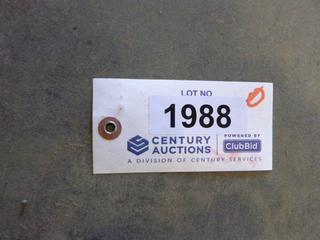 LOT NO
1988
CENTURY
AUCTIONS
POWERED BY
ClubBid
A DIVISION OF CENTURY SERVICES